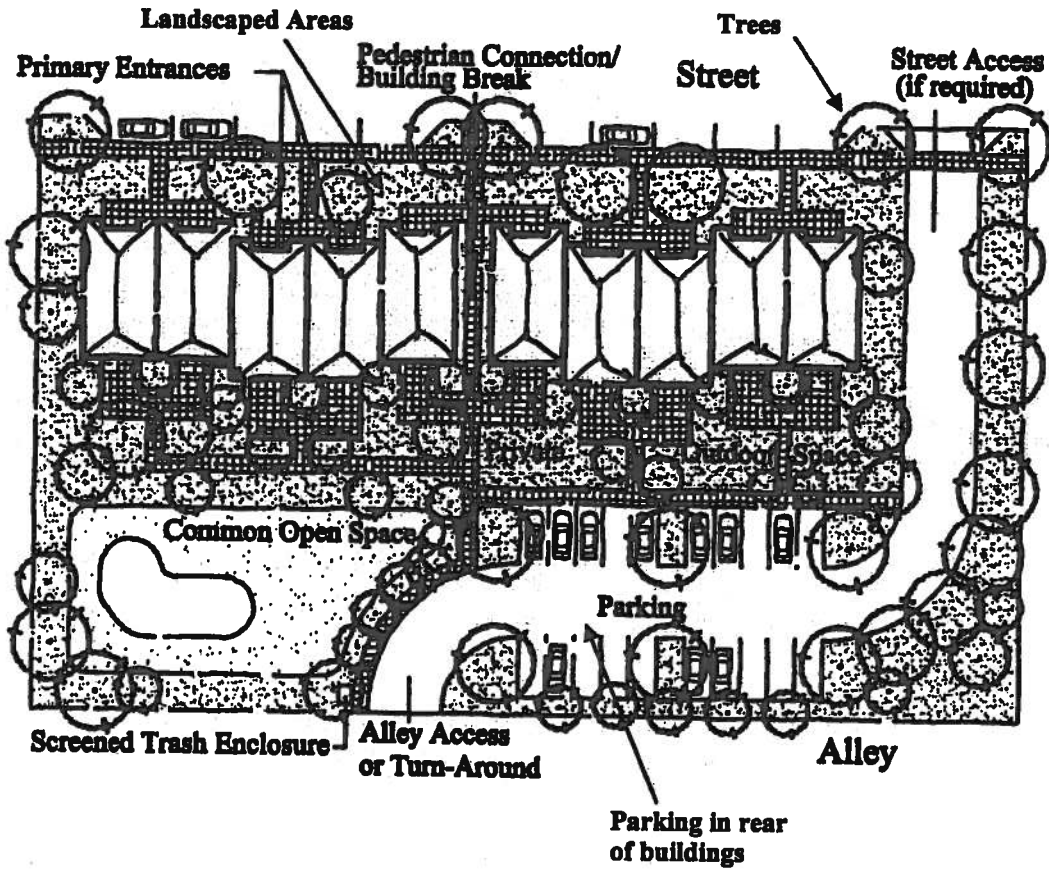 Landscaped Areas
Trees
Primary Entrances
Pedestrian Connection/
Building Break
Street
Street Access
(if required)
Private Outdoor Space
Common Open Space
Parking
Screened Trash Enclosure
Alley Access
or Turn-Around
Alley
Parking in rear
of buildings